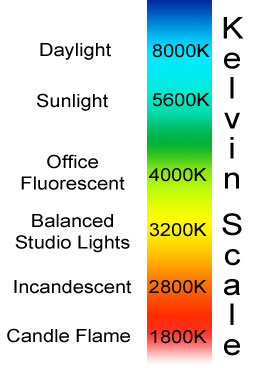 Daylight 8000K
Sunlight 5600K
Office
Fluorescent 4000K
Balanced
Studio Lights 3200K
Incandescent 2800K
Candle Flame 1800K
Kelvin Scale